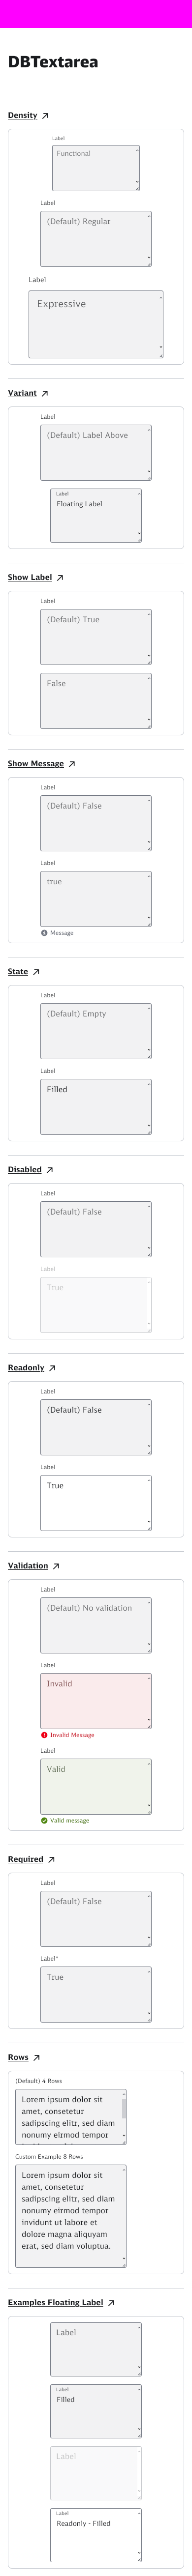 DBTextarea
Density
Label
Functional
Label
(Default) Regular
Label
Expressive
Variant
Label
(Default) Label Above
Label
Floating Label
Show Label
Label
(Default) True
False
Show Message
Label
(Default) False
Label
true
Message
State
Label
(Default) Empty
Label
Filled
Disabled
Label
(Default) False
Label
True
Readonly
Label
(Default) False
Label
True
Validation
Label
(Default) No validation
Label
Invalid
Invalid Message
Label
Valid
Valid message
Required
Label
(Default) False
Label*
True
Rows
(Default) 4 Rows
Lorem ipsum dolor sit
amet, consetetur
sadipscing elitr, sed diam
nonumy eirmod tempor
Custom Example 8 Rows
Lorem ipsum dolor sit
amet, consetetur
sadipscing elitr, sed diam
nonumy eirmod tempor
invidunt ut labore et
dolore magna aliquyam
erat, sed diam voluptua.
Examples Floating Label
Label
Label
Filled
Label
Label
Readonly - Filled